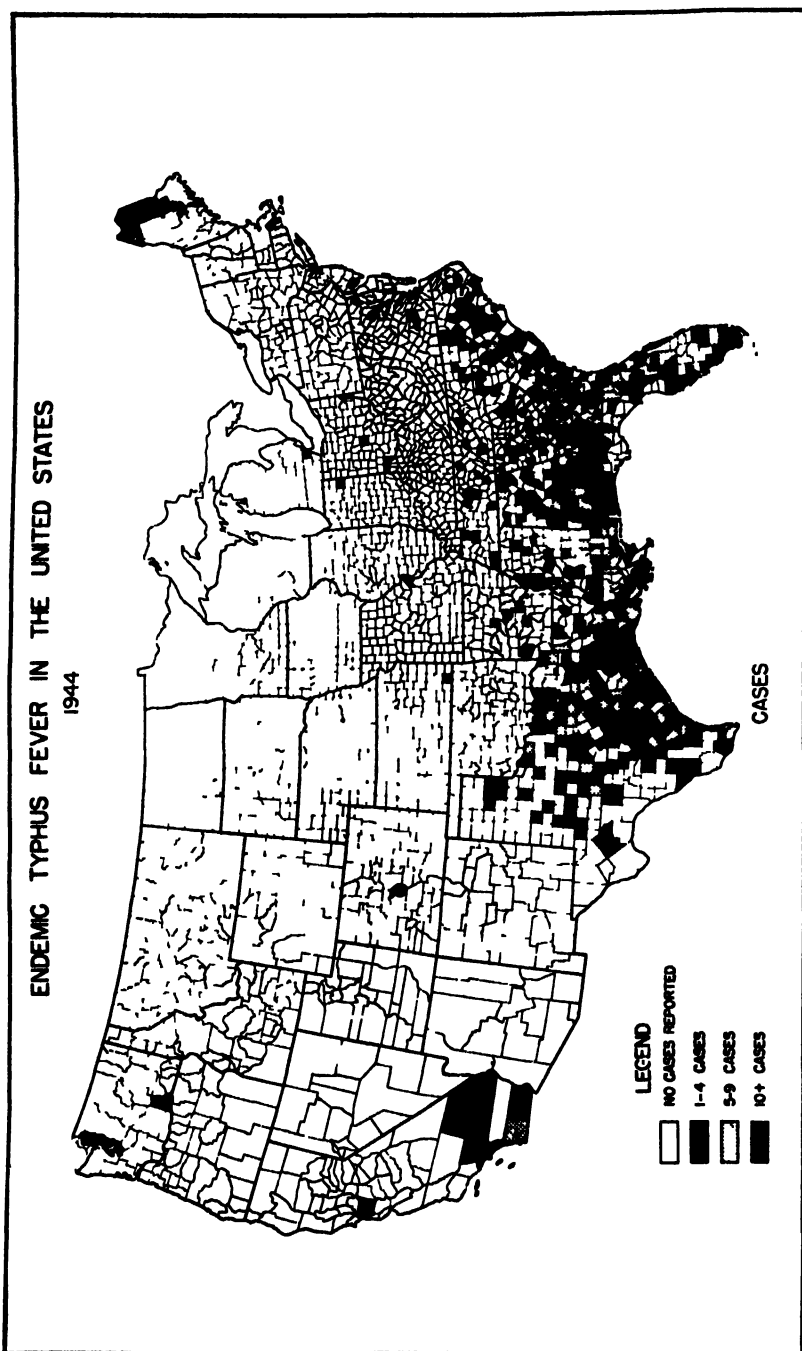 ENDEMIC TYPHUS FEVER IN THE UNITED STATES
1944
LEGEND
NO CASES REPORTED
1-4 CASES
5-9 CASES
10+ CASES
CASES